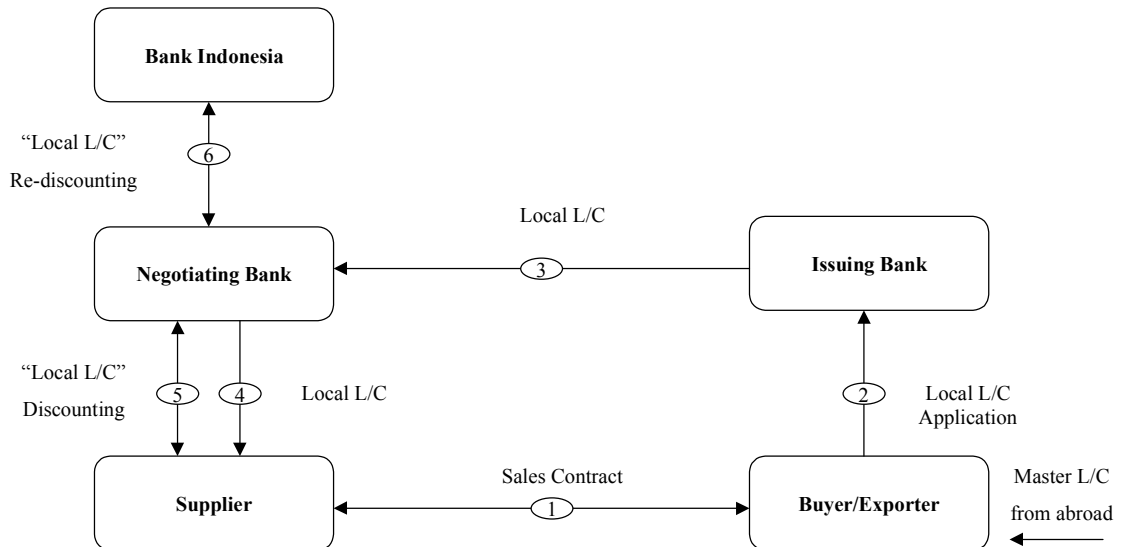 Bank Indonesia
“Local L/C”
Re-discounting
6
Local L/C
Negotiating Bank
3
Issuing Bank
“Local L/C”
Discounting
5
4
Local L/C
2
Local L/C
Application
Supplier
Sales Contract
1
Buyer/Exporter
Master L/C
from abroad